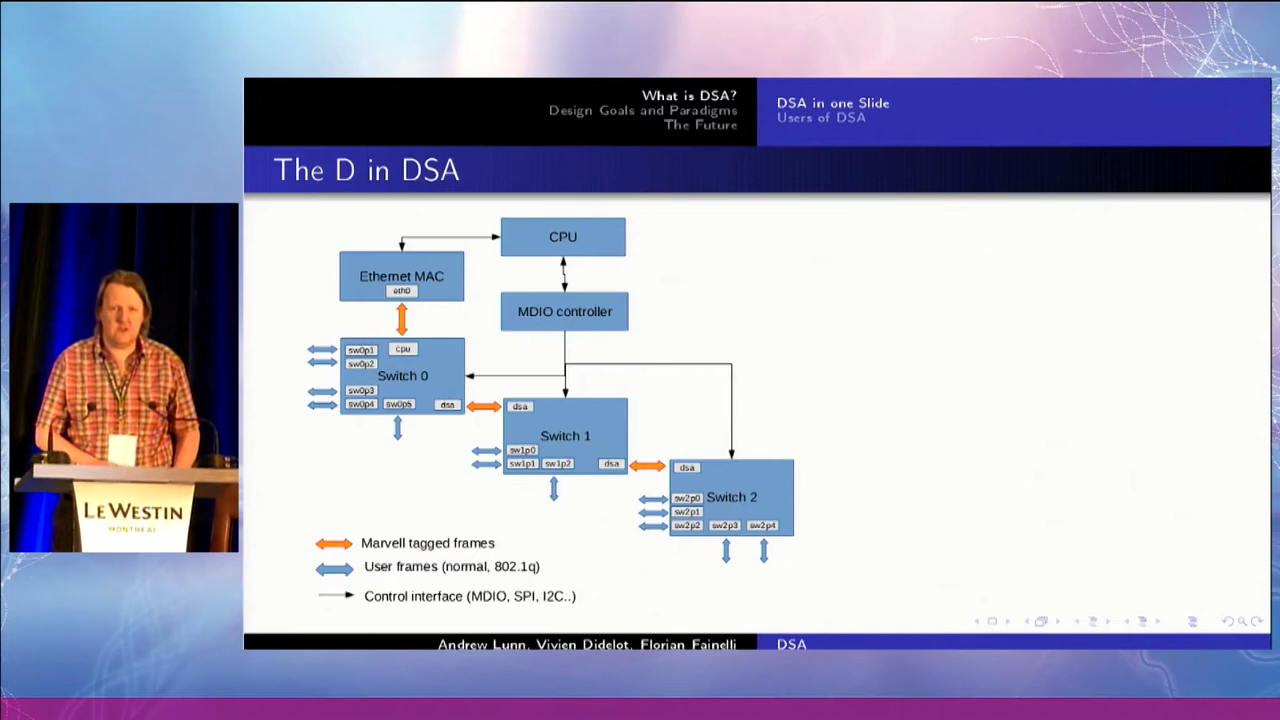 What is DSA?
Design Goals and Paradigms
The Future
DSA in one Slide
Users of DSA
The D in DSA
CPU
Ethernet MAC
eth0
MDIO controller
sw0p1
cpu
sw0p2
Switch 0
sw0p3
sw0p4
sw0p5
dsa
dsa
Switch 1
sw1p0
sw1p1
sw1p2
dsa
dsa
Switch 2
sw2p0
sw2p1
sw2p2
sw2p3
sw2p4
Marvell tagged frames
User frames (normal, 802.1q)
Control interface (MDIO, SPI, I2C..)
Andrew Lunn, Vivien Didelot, Florian Fainelli
DSA
LE WESTIN
MONTRÉAL